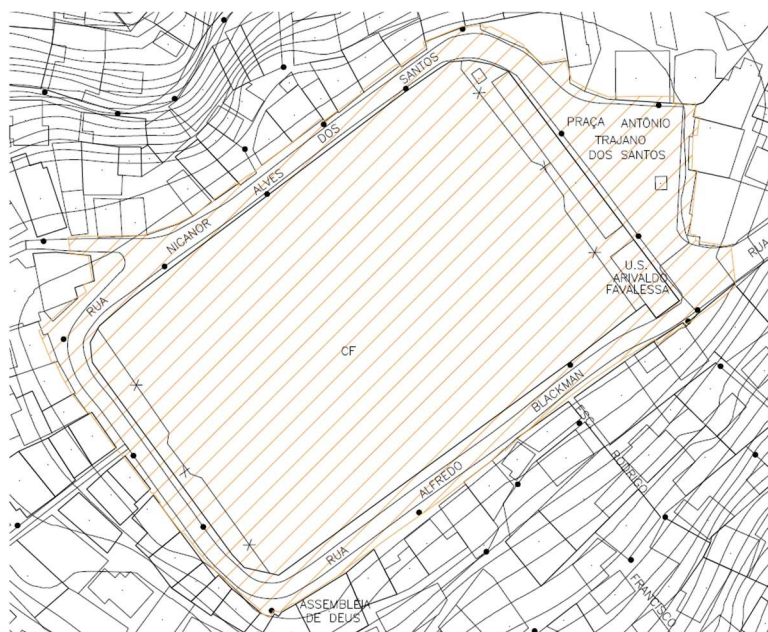 RUA NICANOR ALVES DOS SANTOS
PRAÇA ANTÔNIO
TRAJANO
DOS SANTOS
U.S.
ARIVALDO
FAVALESSA
RUA
CF
RUA ALFREDO BLACKMAN
ESC.
RODRIGO
FRANCISCO
ASSEMBLEIA
DE DEUS